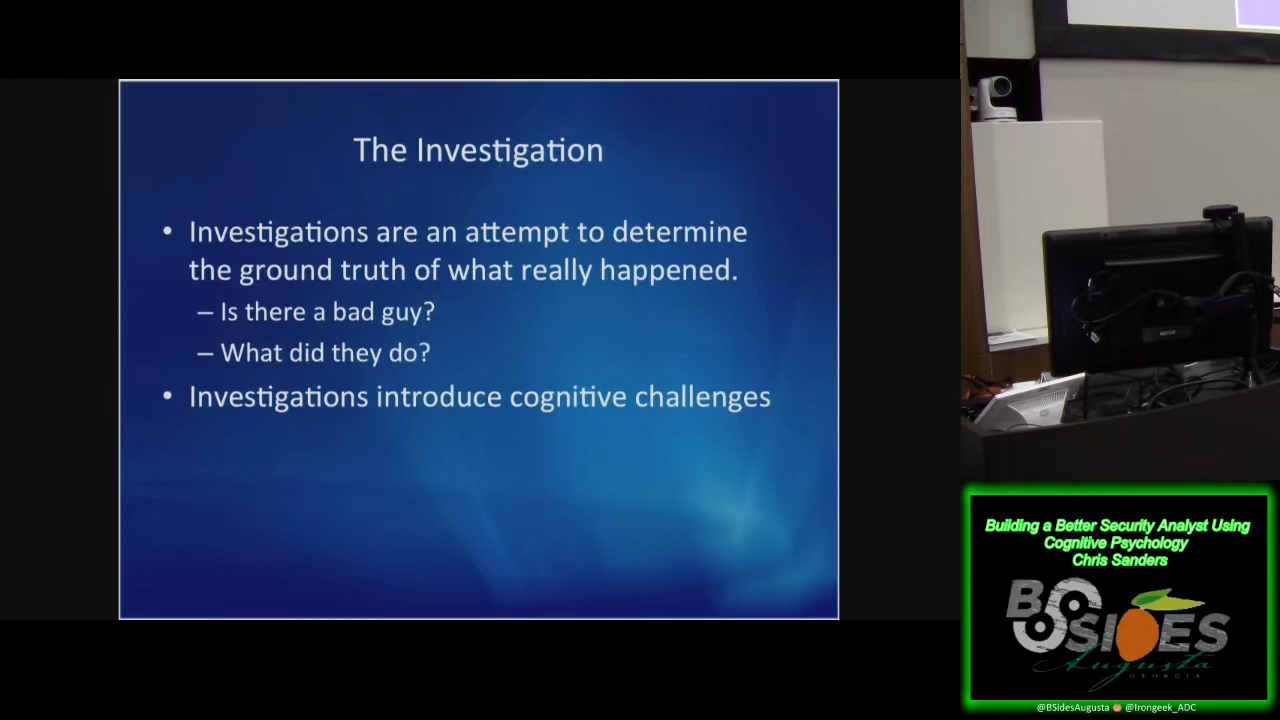 The Investigation
• Investigations are an attempt to determine
the ground truth of what really happened.
– Is there a bad guy?
– What did they do?
• Investigations introduce cognitive challenges
Building a Better Security Analyst Using
Cognitive Psychology
Chris Sanders
BSIDES
Augusta
GEORGIA
@BSidesAugusta @Irongeek_ADC